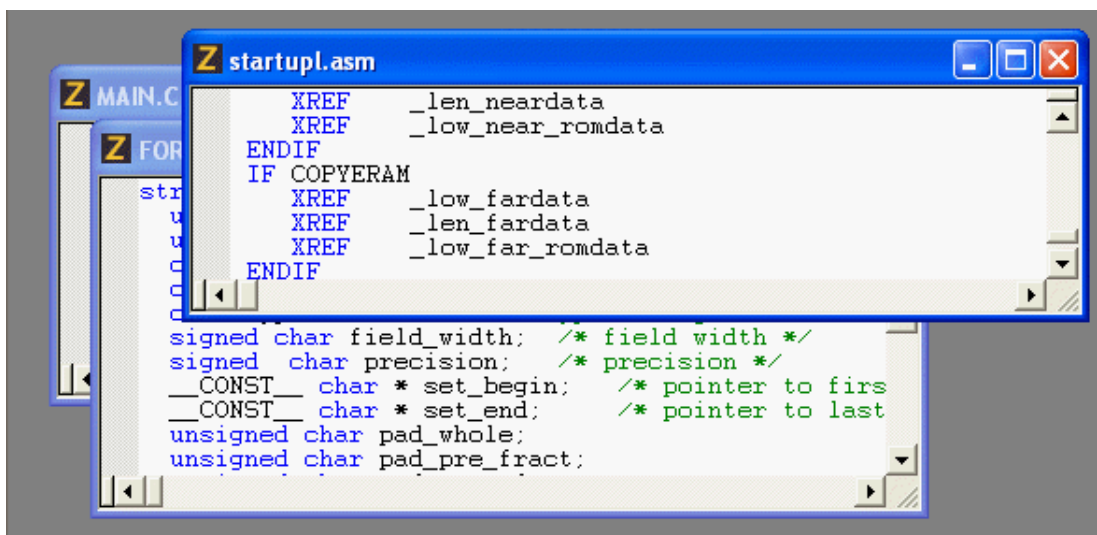 startupl.asm
XREF _len_neardata
XREF _low_near_romdata
ENDIF
IF COPYERAM
XREF _low_fardata
XREF _len_fardata
XREF _low_far_romdata
ENDIF
MAIN.C
FOR
str
u
u
c
c
c
signed char field_width; /* field width */
signed char precision; /* precision */
__CONST__ char * set_begin; /* pointer to firs
__CONST__ char * set_end; /* pointer to last
unsigned char pad_whole;
unsigned char pad_pre_fract;